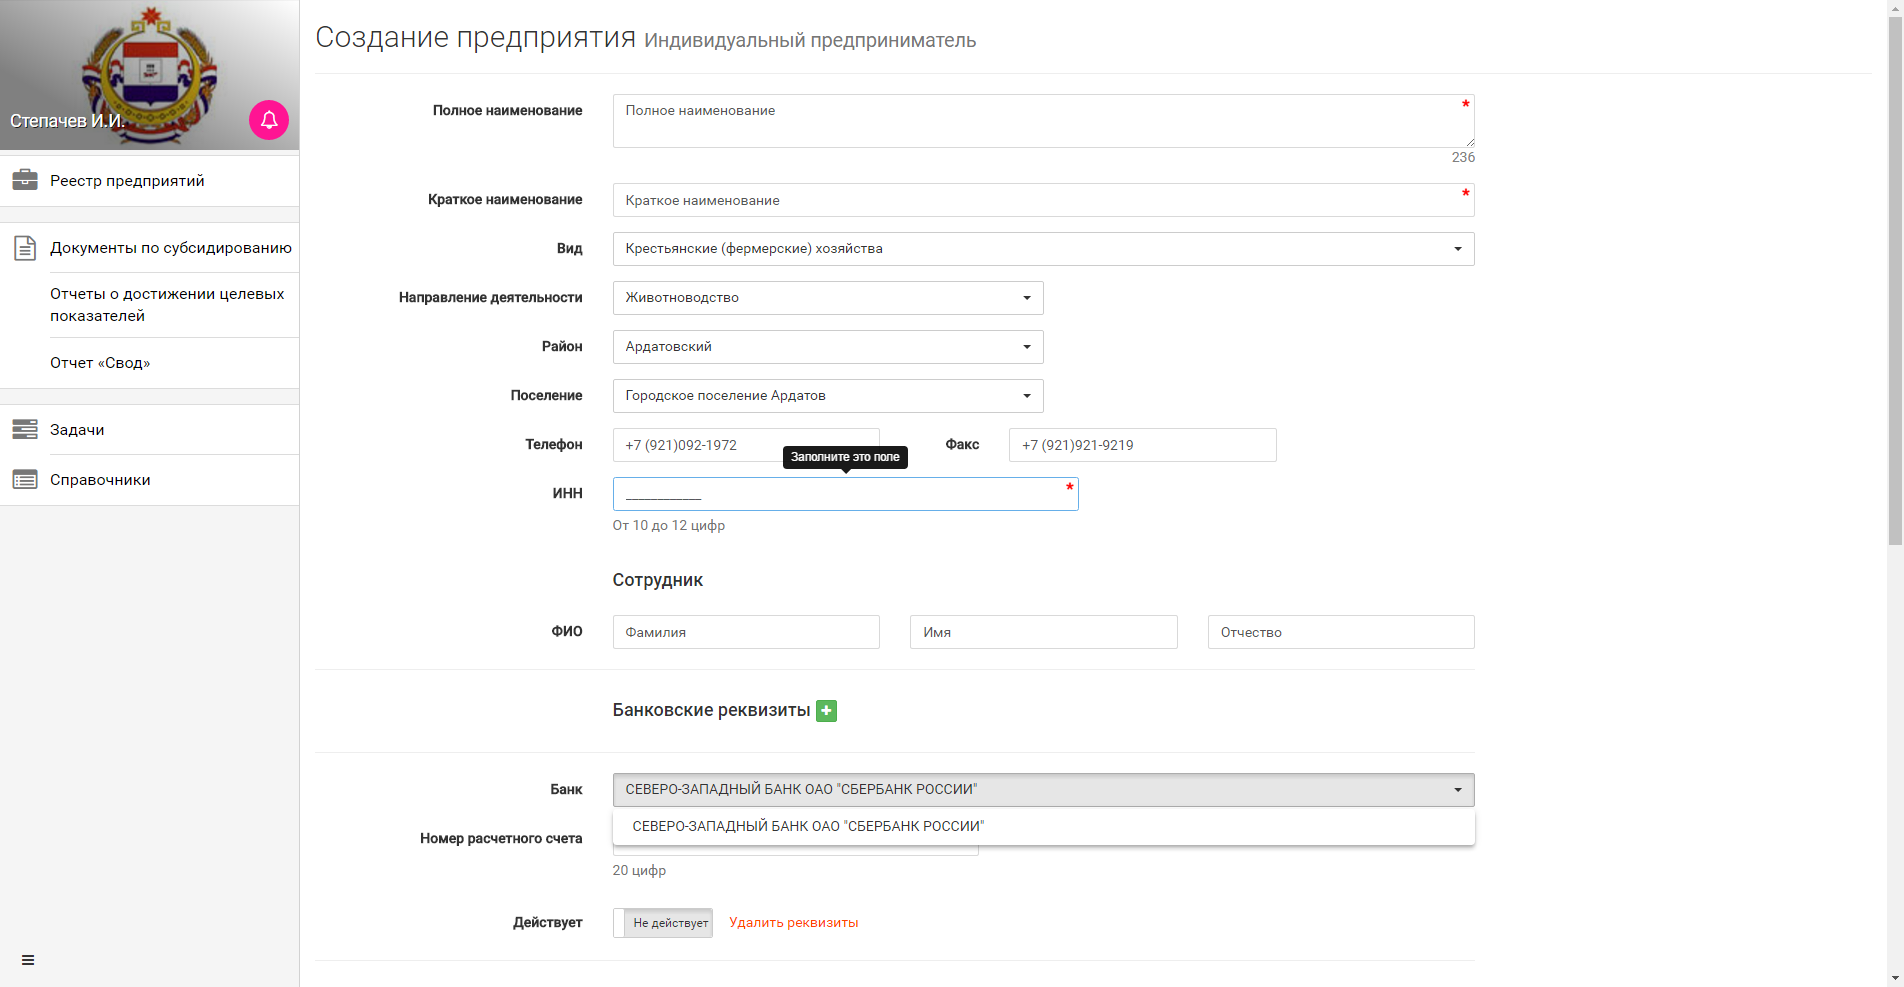 Степачев И.И.
Реестр предприятий
Документы по субсидированию
Отчеты о достижении целевых
показателей
Отчет «Свод»
Задачи
Справочники
Создание предприятия Индивидуальный предприниматель
Полное наименование
Полное наименование *
236
Краткое наименование
Краткое наименование *
Вид
Крестьянские (фермерские) хозяйства
Направление деятельности
Животноводство
Район
Ардатовский
Поселение
Городское поселение Ардатов
Телефон
+7 (921)092-1972
Факс
+7 (921)921-9219
Заполните это поле
ИНН
____________ *
От 10 до 12 цифр
Сотрудник
ФИО
Фамилия
Имя
Отчество
Банковские реквизиты
Банк
СЕВЕРО-ЗАПАДНЫЙ БАНК ОАО "СБЕРБАНК РОССИИ"
СЕВЕРО-ЗАПАДНЫЙ БАНК ОАО "СБЕРБАНК РОССИИ"
Номер расчетного счета
20 цифр
Действует
Не действует
Удалить реквизиты